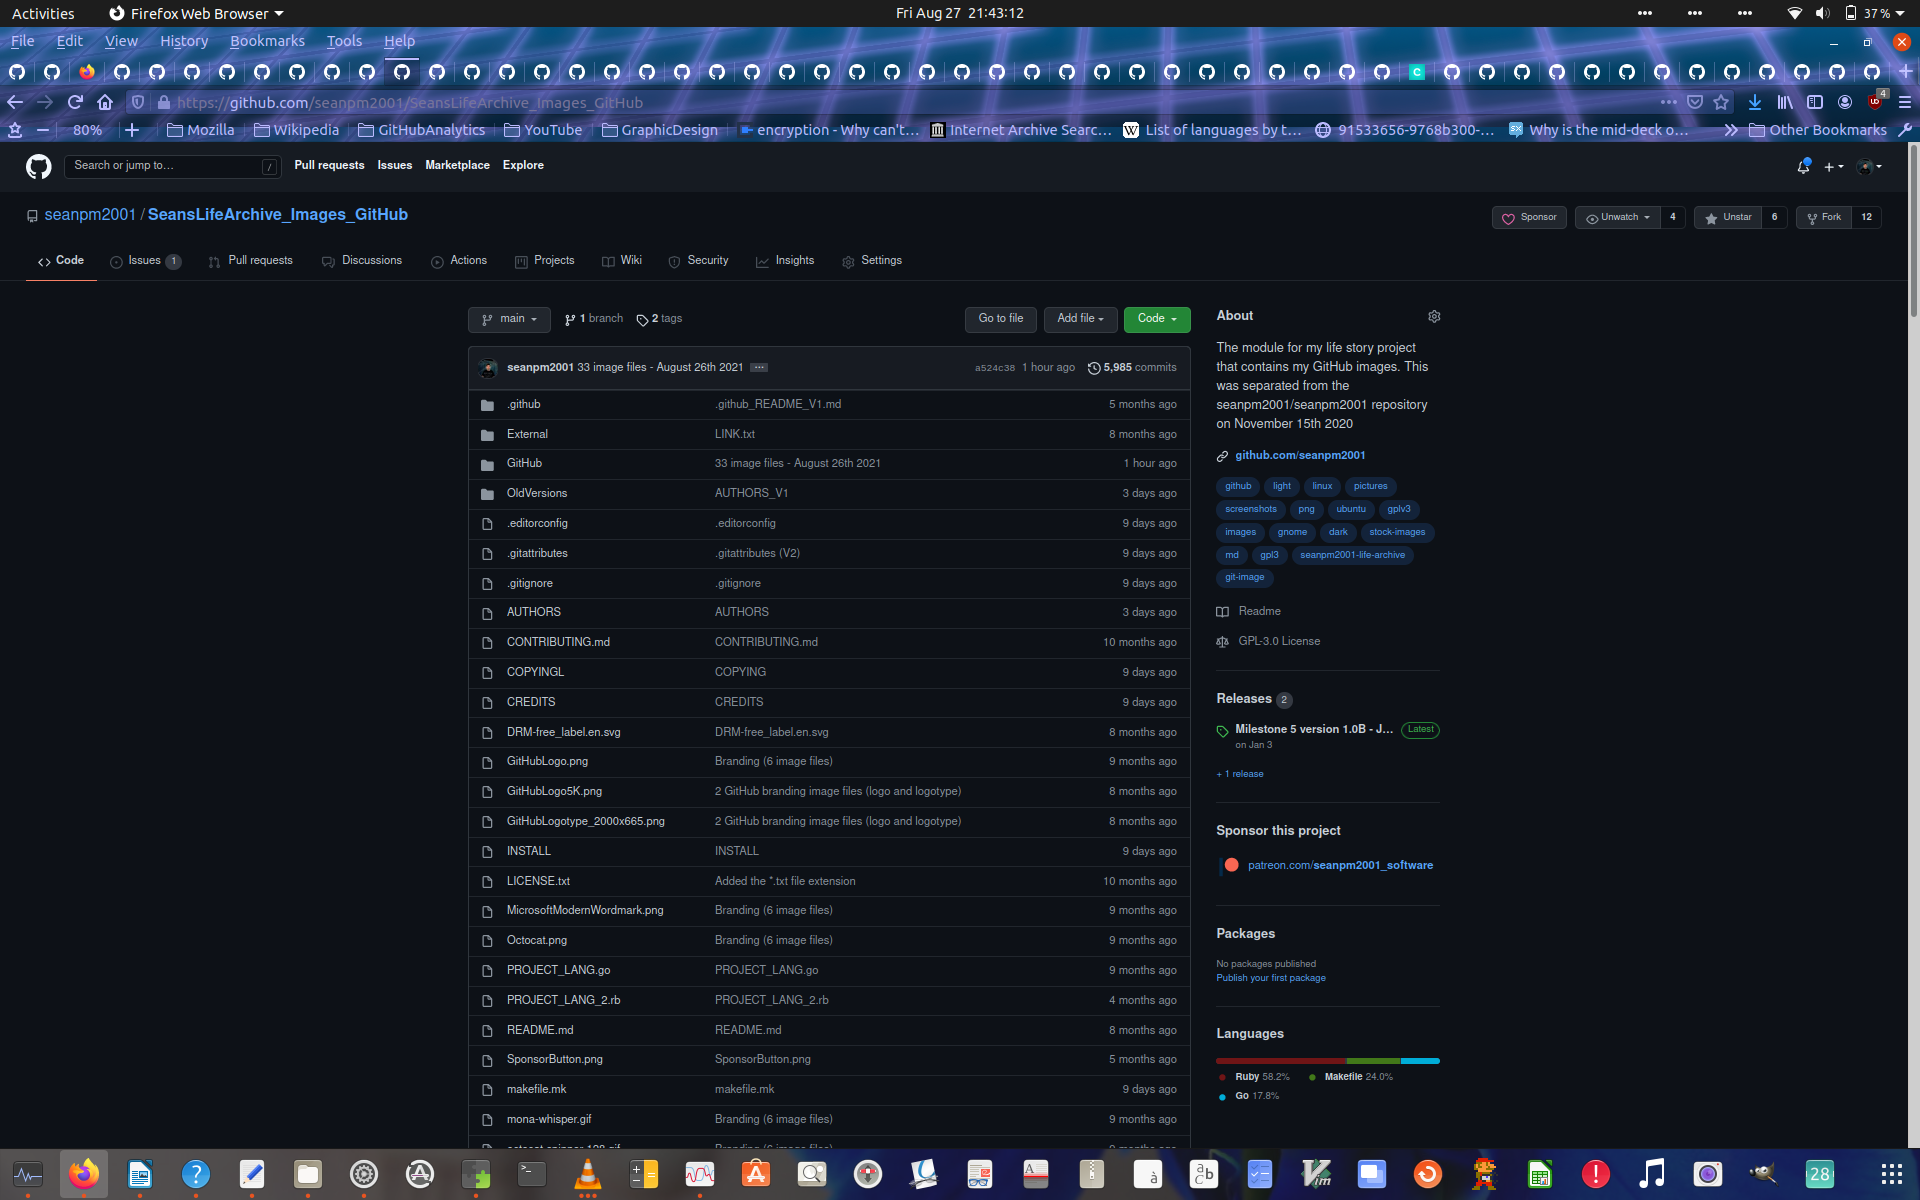 Activities Firefox Web Browser Fri Aug 27 21:43:12 37 %
File Edit View History Bookmarks Tools Help
https://github.com/seanpm2001/SeansLifeArchive_Images_GitHub 4
80% Mozilla Wikipedia GitHubAnalytics YouTube GraphicDesign encryption - Why can't… Internet Archive Searc… List of languages by t… 91533656-9768b300-… Why is the mid-deck o… Other Bookmarks
Search or jump to… / Pull requests Issues Marketplace Explore
seanpm2001 / SeansLifeArchive_Images_GitHub Sponsor Unwatch 4 Unstar 6 Fork 12
Code Issues 1 Pull requests Discussions Actions Projects Wiki Security Insights Settings
main 1 branch 2 tags Go to file Add file Code
seanpm2001 33 image files - August 26th 2021 a524c38 1 hour ago 5,985 commits
.github .github_README_V1.md 5 months ago
External LINK.txt 8 months ago
GitHub 33 image files - August 26th 2021 1 hour ago
OldVersions AUTHORS_V1 3 days ago
.editorconfig .editorconfig 9 days ago
.gitattributes .gitattributes (V2) 9 days ago
.gitignore .gitignore 9 days ago
AUTHORS AUTHORS 3 days ago
CONTRIBUTING.md CONTRIBUTING.md 10 months ago
COPYINGL COPYING 9 days ago
CREDITS CREDITS 9 days ago
DRM-free_label.en.svg DRM-free_label.en.svg 8 months ago
GitHubLogo.png Branding (6 image files) 9 months ago
GitHubLogo5K.png 2 GitHub branding image files (logo and logotype) 8 months ago
GitHubLogotype_2000x665.png 2 GitHub branding image files (logo and logotype) 8 months ago
INSTALL INSTALL 9 days ago
LICENSE.txt Added the *.txt file extension 10 months ago
MicrosoftModernWordmark.png Branding (6 image files) 9 months ago
Octocat.png Branding (6 image files) 9 months ago
PROJECT_LANG.go PROJECT_LANG.go 9 months ago
PROJECT_LANG_2.rb PROJECT_LANG_2.rb 4 months ago
README.md README.md 8 months ago
SponsorButton.png SponsorButton.png 5 months ago
makefile.mk makefile.mk 9 days ago
mona-whisper.gif Branding (6 image files) 9 months ago
About
The module for my life story project
that contains my GitHub images. This
was separated from the
seanpm2001/seanpm2001 repository
on November 15th 2020
github.com/seanpm2001
github light linux pictures
screenshots png ubuntu gplv3
images gnome dark stock-images
md gpl3 seanpm2001-life-archive
git-image
Readme
GPL-3.0 License
Releases 2
Milestone 5 version 1.0B - J… Latest
on Jan 3
+ 1 release
Sponsor this project
patreon.com/seanpm2001_software
Packages
No packages published
Publish your first package
Languages
Ruby 58.2% Makefile 24.0%
Go 17.8%
28